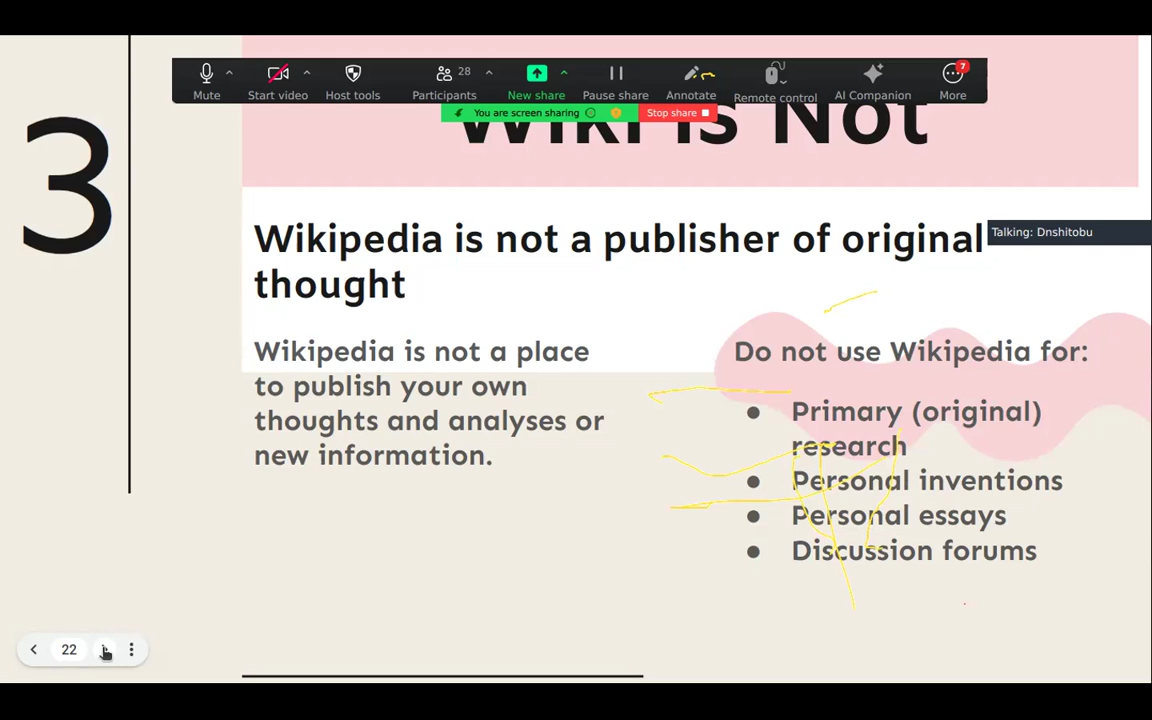 Mute
Start video
Host tools
Participants
28
New share
Pause share
Annotate
Remote control
AI Companion
More
7
You are screen sharing
Stop share
Wiki is Not
3
Wikipedia is not a publisher of original
thought
Talking: Dnshitobu
Wikipedia is not a place
to publish your own
thoughts and analyses or
new information.
Do not use Wikipedia for:
● Primary (original)
research
● Personal inventions
● Personal essays
● Discussion forums
22